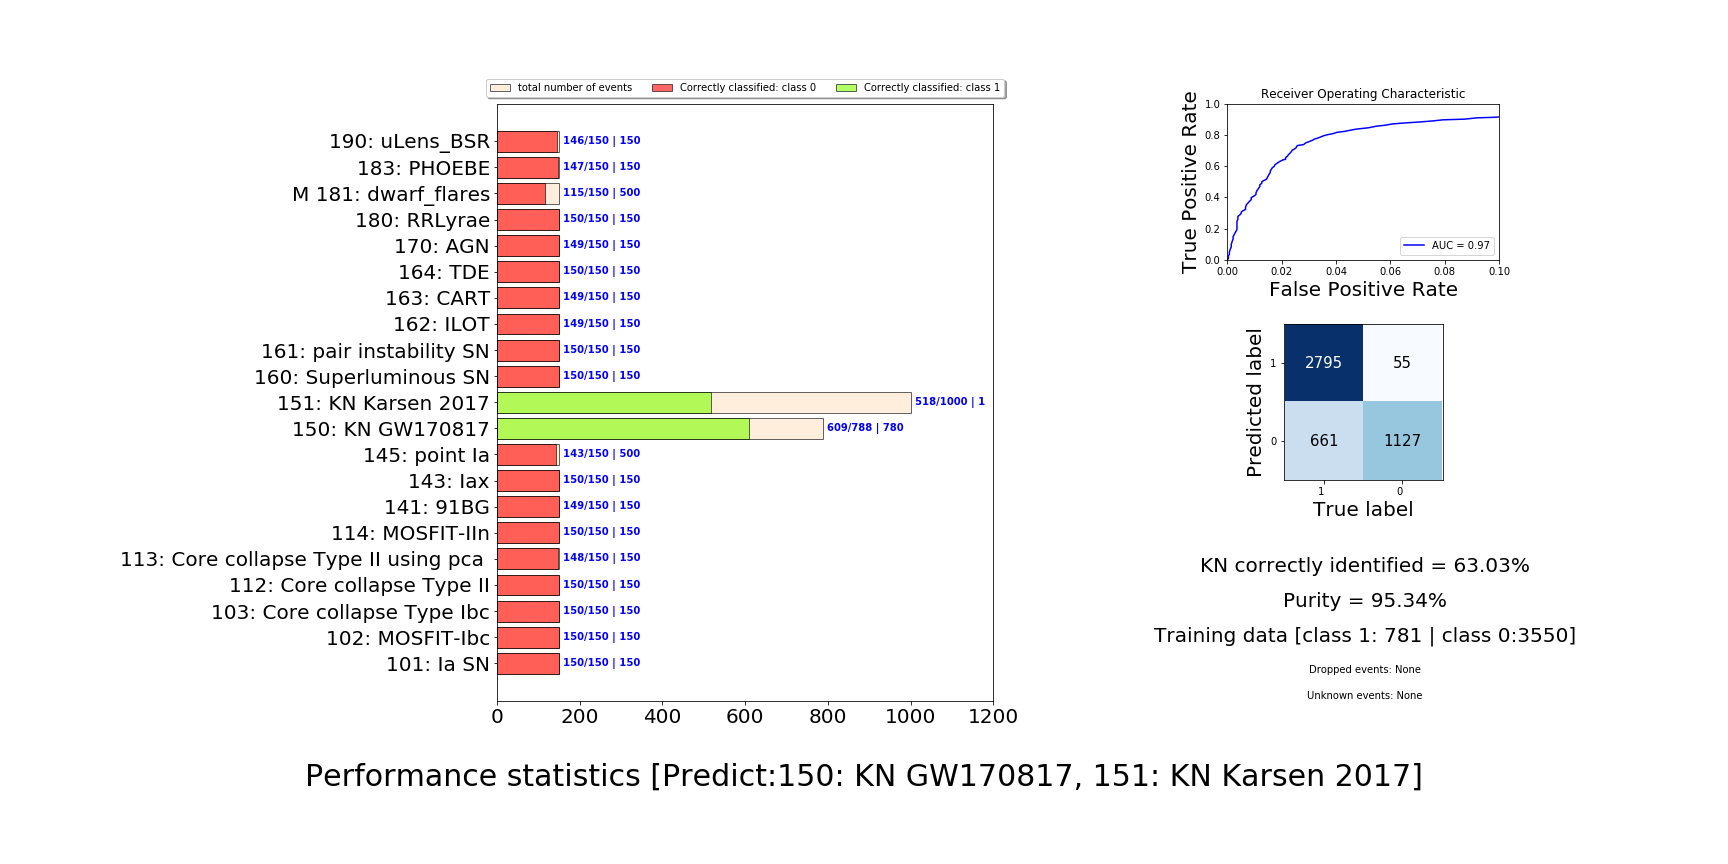 total number of events Correctly classified: class 0 Correctly classified: class 1
190: uLens_BSR 146/150 | 150
183: PHOEBE 147/150 | 150
M 181: dwarf_flares 115/150 | 500
180: RRLyrae 150/150 | 150
170: AGN 149/150 | 150
164: TDE 150/150 | 150
163: CART 149/150 | 150
162: ILOT 149/150 | 150
161: pair instability SN 150/150 | 150
160: Superluminous SN 150/150 | 150
151: KN Karsen 2017 518/1000 | 1
150: KN GW170817 609/788 | 780
145: point Ia 143/150 | 500
143: Iax 150/150 | 150
141: 91BG 149/150 | 150
114: MOSFIT-IIn 150/150 | 150
113: Core collapse Type II using pca 148/150 | 150
112: Core collapse Type II 150/150 | 150
103: Core collapse Type Ibc 150/150 | 150
102: MOSFIT-Ibc 150/150 | 150
101: Ia SN 150/150 | 150
0 200 400 600 800 1000 1200
Receiver Operating Characteristic
True Positive Rate
1.0
0.8
0.6
0.4
0.2
0.0
AUC = 0.97
0.00 0.02 0.04 0.06 0.08 0.10
False Positive Rate
Predicted label
1 2795 55
0 661 1127
1 0
True label
KN correctly identified = 63.03%
Purity = 95.34%
Training data [class 1: 781 | class 0:3550]
Dropped events: None
Unknown events: None
Performance statistics [Predict:150: KN GW170817, 151: KN Karsen 2017]